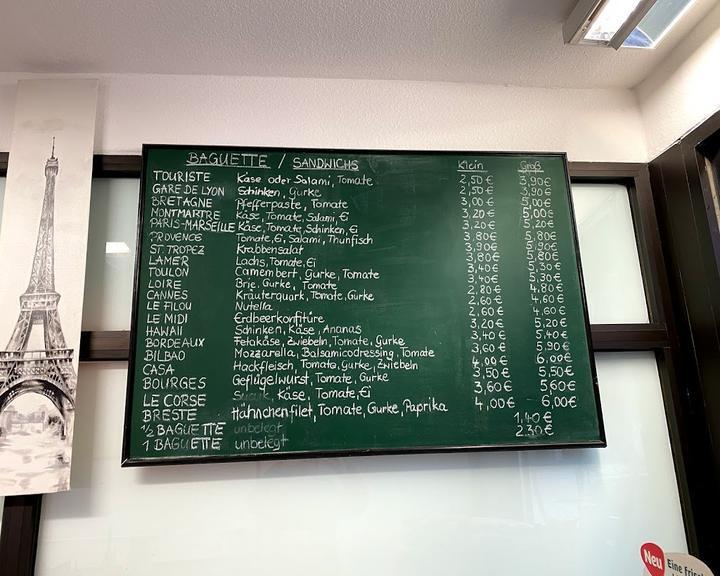 BAGUETTE / SANDWICHS Klein Groß
TOURISTE Käse oder Salami, Tomate 2,50€ 3,90€
GARE DE LYON Schinken, Gurke 2,50€ 3,90€
BRETAGNE Pfefferpaste, Tomate 3,00€ 5,00€
MONTMARTRE Käse, Tomate, Salami, Ei 3,20€ 5,00€
PARIS-MARSEILLE Käse, Tomate, Schinken, Ei 3,20€ 5,20€
PROVENCE Tomate, Ei, Salami, Thunfisch 3,80€ 5,80€
ST. TROPEZ Krabbensalat 3,90€ 5,90€
LAMER Lachs, Tomate, Ei 3,80€ 5,80€
TOULON Camembert, Gurke, Tomate 3,40€ 5,30€
LOIRE Brie, Gurke, Tomate 3,40€ 5,30€
CANNES Kräuterquark, Tomate, Gurke 2,80€ 4,80€
LE FILOU Nutella 2,60€ 4,60€
LE MIDI Erdbeerkonfitüre 2,60€ 4,60€
HAWAII Schinken, Käse, Ananas 3,20€ 5,20€
BORDEAUX Fetakäse, Zwiebeln, Tomate, Gurke 3,40€ 5,40€
BILBAO Mozzarella, Balsamicodressing, Tomate 3,60€ 5,90€
CASA Hackfleisch, Tomate, Gurke, Zwiebeln 4,00€ 6,00€
BOURGES Geflügelwurst, Tomate, Gurke 3,50€ 5,50€
LE CORSE Käse, Tomate, Ei 3,60€ 5,60€
BRESTE Hähnchenfilet, Tomate, Gurke, Paprika 4,00€ 6,00€
½ BAGUETTE unbelegt 1,40€
1 BAGUETTE unbelegt 2,30€
Neu Eine frisc